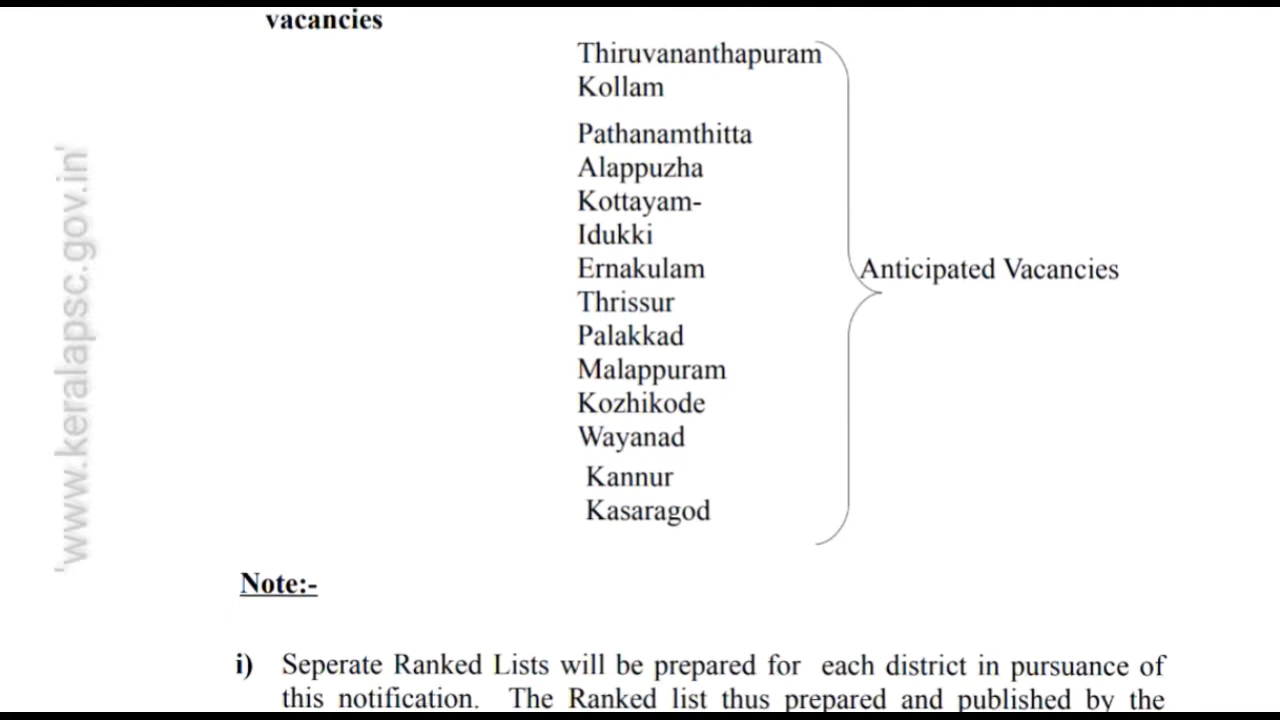 vacancies
Thiruvananthapuram
Kollam
Pathanamthitta
Alappuzha
Kottayam-
Idukki
Ernakulam
Anticipated Vacancies
Thrissur
Palakkad
Malappuram
Kozhikode
Wayanad
Kannur
Kasaragod
'www.keralapsc.gov.in'
Note:-
i) Seperate Ranked Lists will be prepared for each district in pursuance of
this notification. The Ranked list thus prepared and published by the